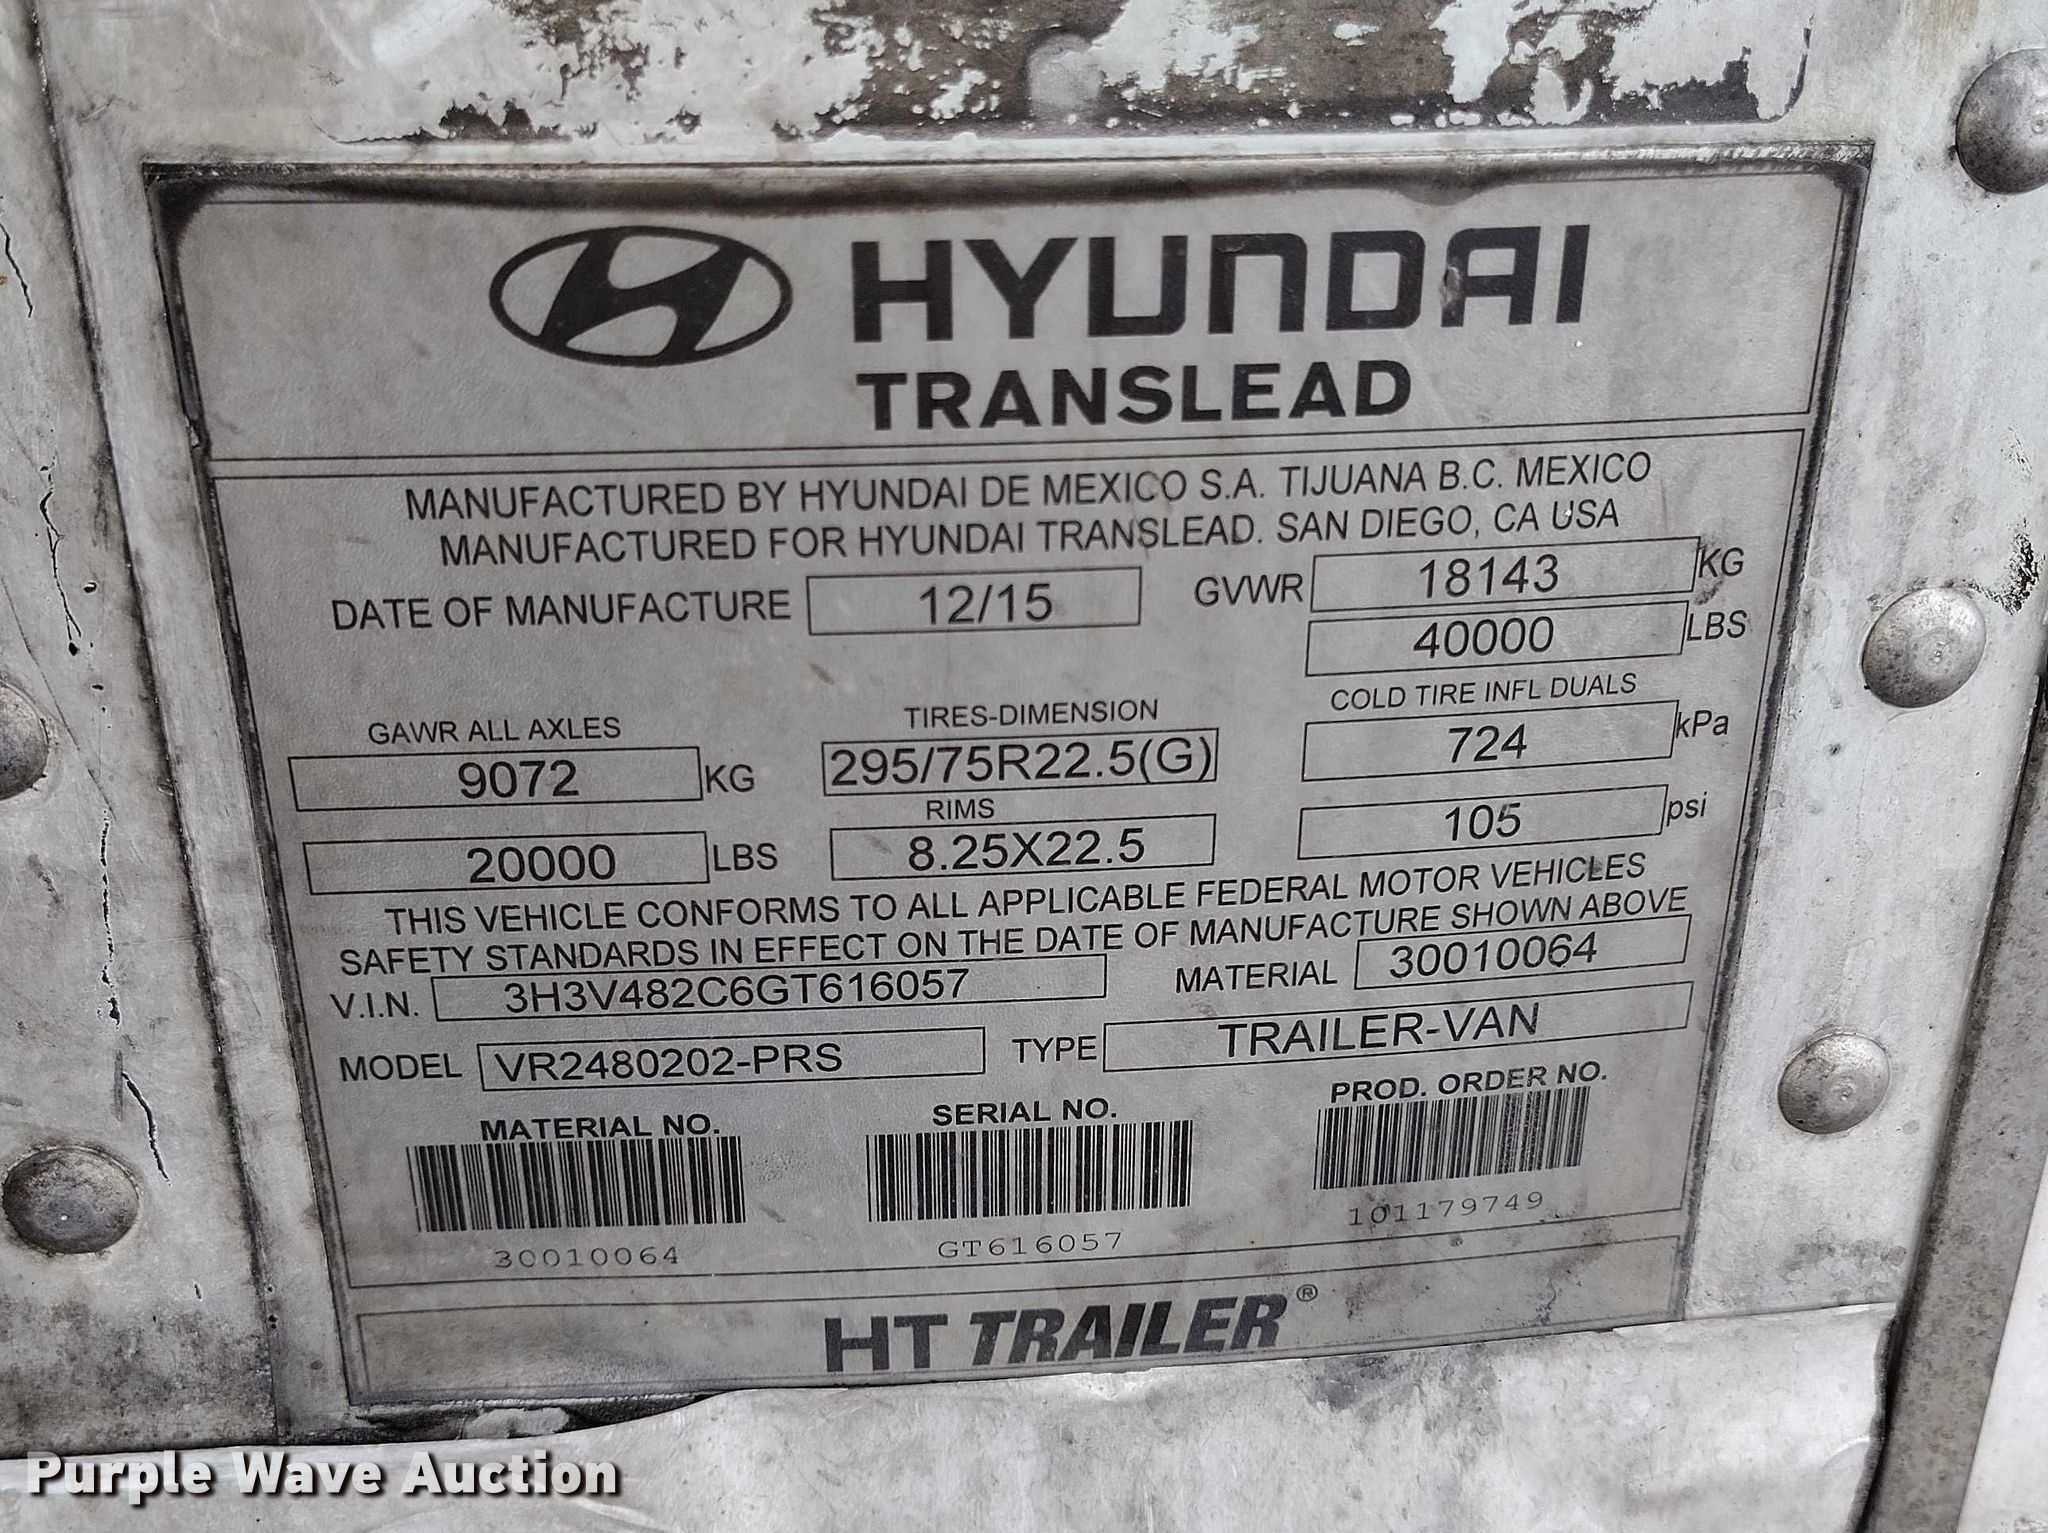 HYUNDAI
TRANSLEAD
MANUFACTURED BY HYUNDAI DE MEXICO S.A. TIJUANA B.C. MEXICO
MANUFACTURED FOR HYUNDAI TRANSLEAD. SAN DIEGO, CA USA
DATE OF MANUFACTURE 12/15 GVWR 18143 KG
40000 LBS
GAWR ALL AXLES TIRES-DIMENSION COLD TIRE INFL DUALS
9072 KG 295/75R22.5(G) 724 kPa
RIMS
20000 LBS 8.25X22.5 105 psi
THIS VEHICLE CONFORMS TO ALL APPLICABLE FEDERAL MOTOR VEHICLES
SAFETY STANDARDS IN EFFECT ON THE DATE OF MANUFACTURE SHOWN ABOVE
V.I.N. 3H3V482C6GT616057 MATERIAL 30010064
MODEL VR2480202-PRS TYPE TRAILER-VAN
MATERIAL NO. SERIAL NO. PROD. ORDER NO.
30010064 GT616057 101179749
HT TRAILER®
Purple Wave Auction